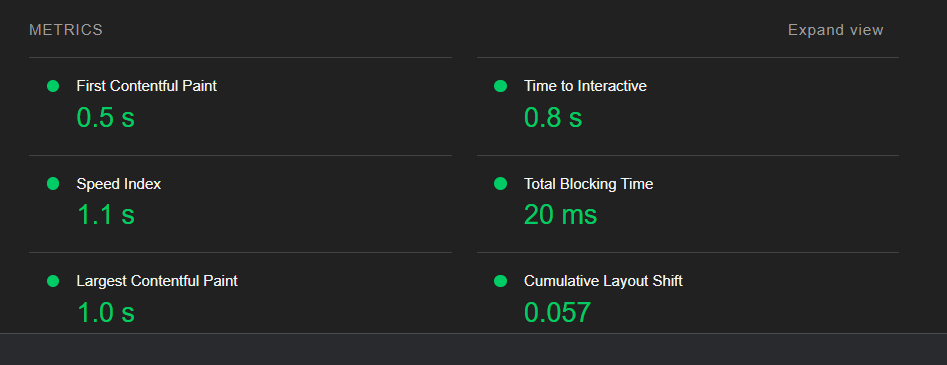 METRICS
Expand view
First Contentful Paint
0.5 s
Time to Interactive
0.8 s
Speed Index
1.1 s
Total Blocking Time
20 ms
Largest Contentful Paint
1.0 s
Cumulative Layout Shift
0.057